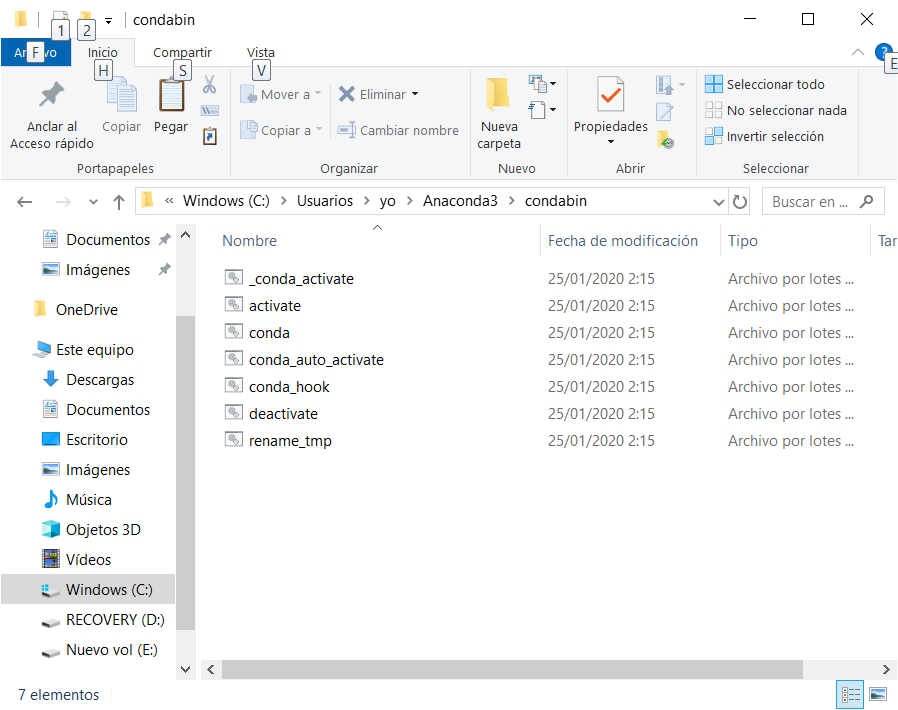 condabin
1 2
Archivo Inicio Compartir Vista
F H S V E
Anclar al
Acceso rápido
Copiar
Pegar
Portapapeles
Mover a
Copiar a
Eliminar
Cambiar nombre
Organizar
Nueva
carpeta
Nuevo
Propiedades
Abrir
Seleccionar todo
No seleccionar nada
Invertir selección
Seleccionar
« Windows (C:) > Usuarios > yo > Anaconda3 > condabin
Buscar en ...
Documentos
Imágenes
OneDrive
Este equipo
Descargas
Documentos
Escritorio
Imágenes
Música
Objetos 3D
Vídeos
Windows (C:)
RECOVERY (D:)
Nuevo vol (E:)
Nombre Fecha de modificación Tipo Tar
_conda_activate 25/01/2020 2:15 Archivo por lotes ...
activate 25/01/2020 2:15 Archivo por lotes ...
conda 25/01/2020 2:15 Archivo por lotes ...
conda_auto_activate 25/01/2020 2:15 Archivo por lotes ...
conda_hook 25/01/2020 2:15 Archivo por lotes ...
deactivate 25/01/2020 2:15 Archivo por lotes ...
rename_tmp 25/01/2020 2:15 Archivo por lotes ...
7 elementos